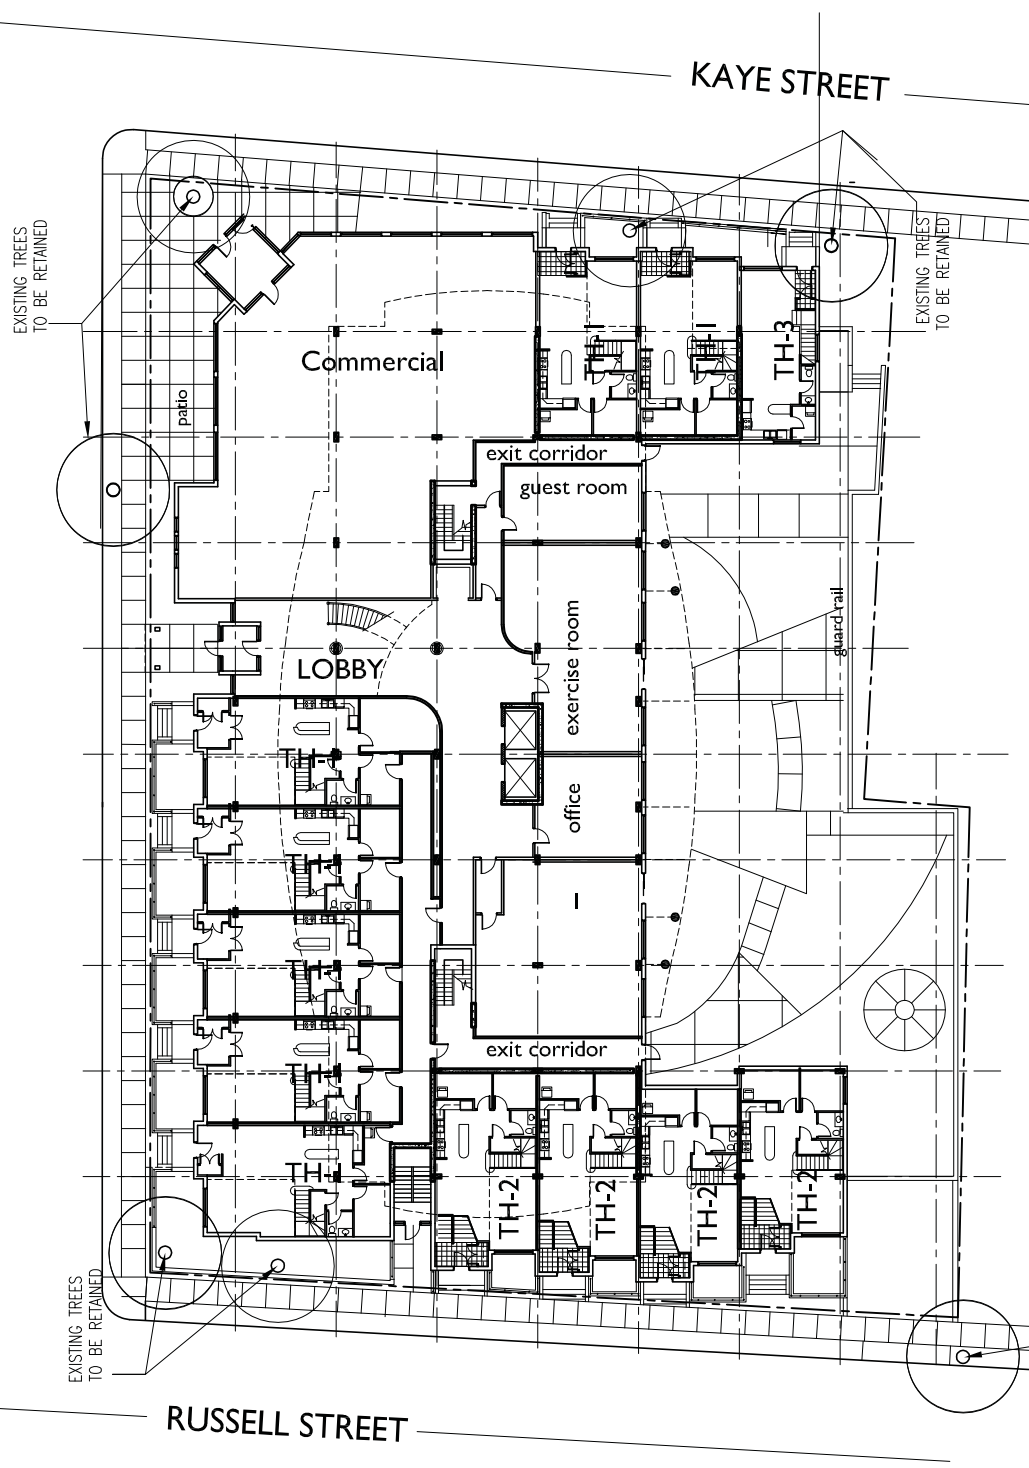 KAYE STREET
EXISTING TREES
TO BE RETAINED
EXISTING TREES
TO BE RETAINED
Commercial
patio
TH-1
TH-1
TH-3
exit corridor
guest room
exercise room
guard rail
LOBBY
TH-1
office
TH-1
1
TH-1
exit corridor
TH-1
TH-1
TH-2
TH-2
TH-2
TH-2
EXISTING TREES
TO BE RETAINED
RUSSELL STREET